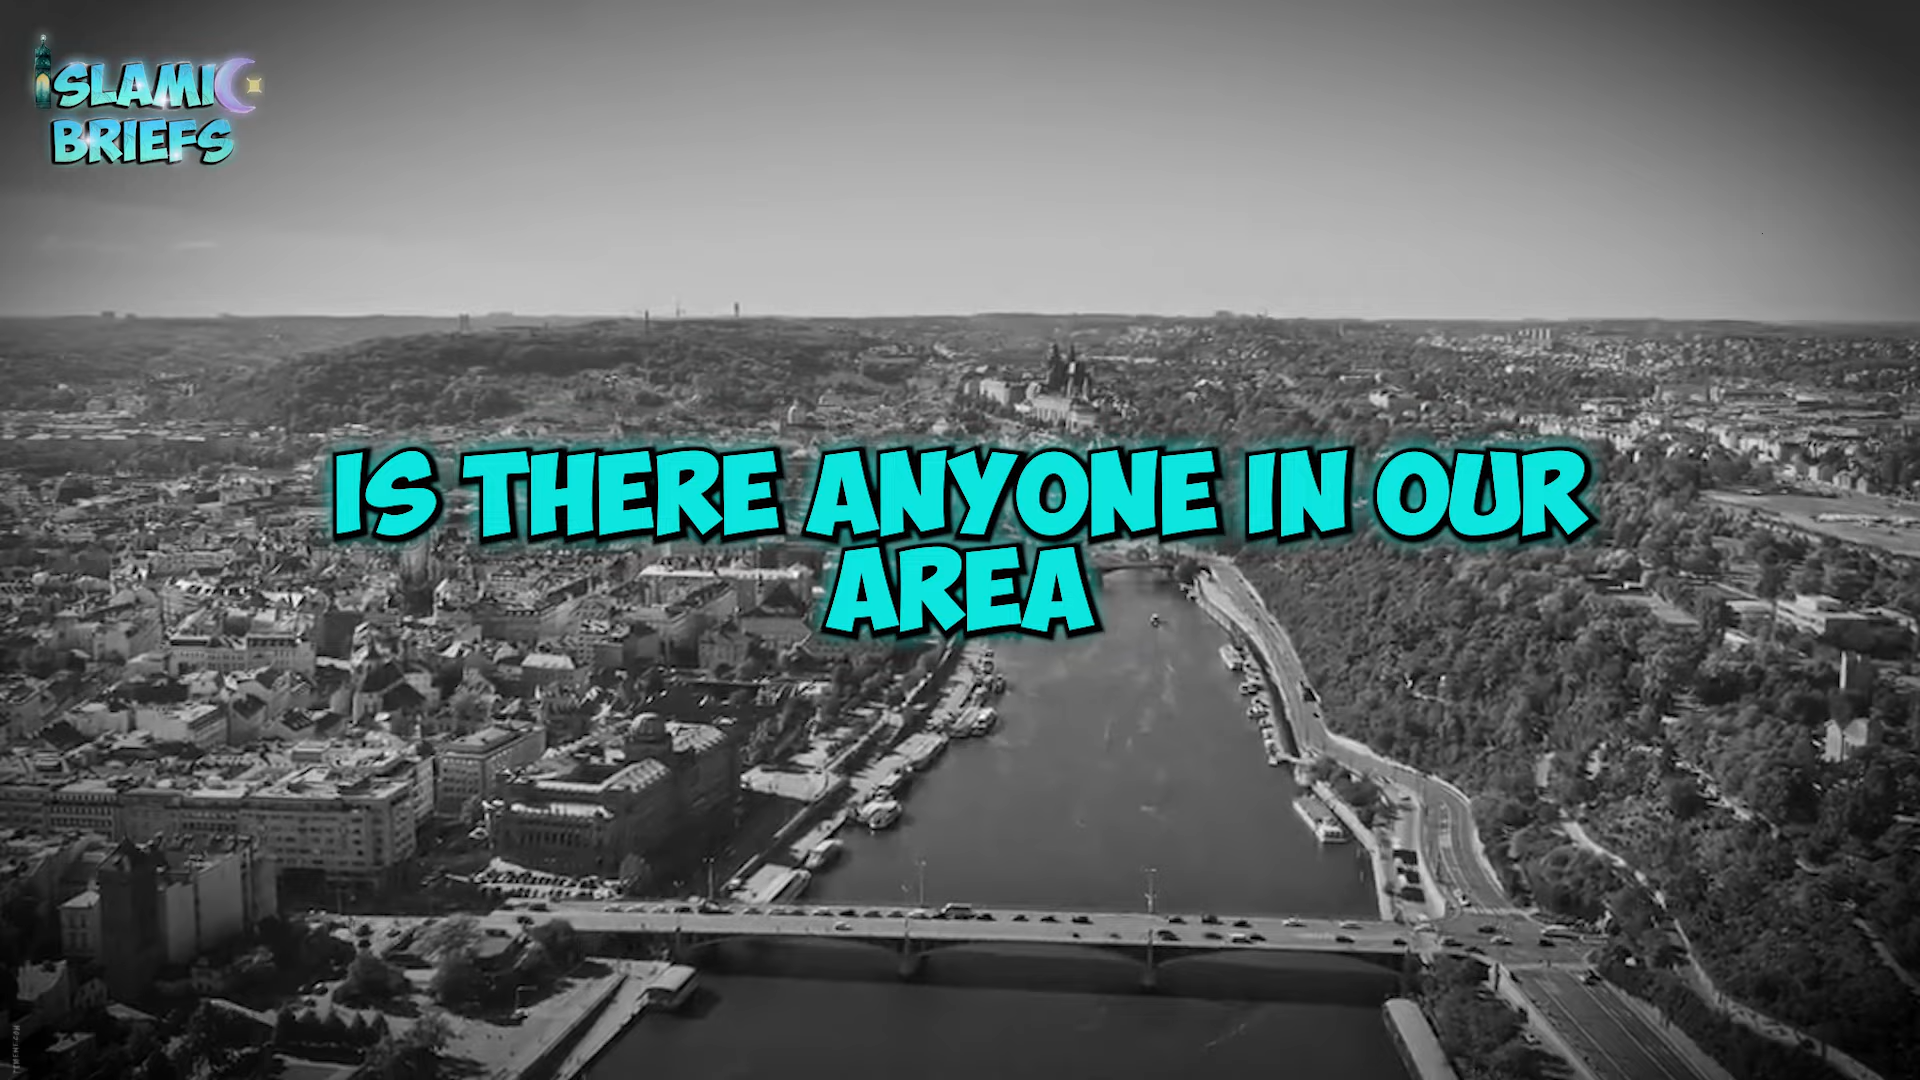 ISLAMIC
BRIEFS
IS THERE ANYONE IN OUR
AREA